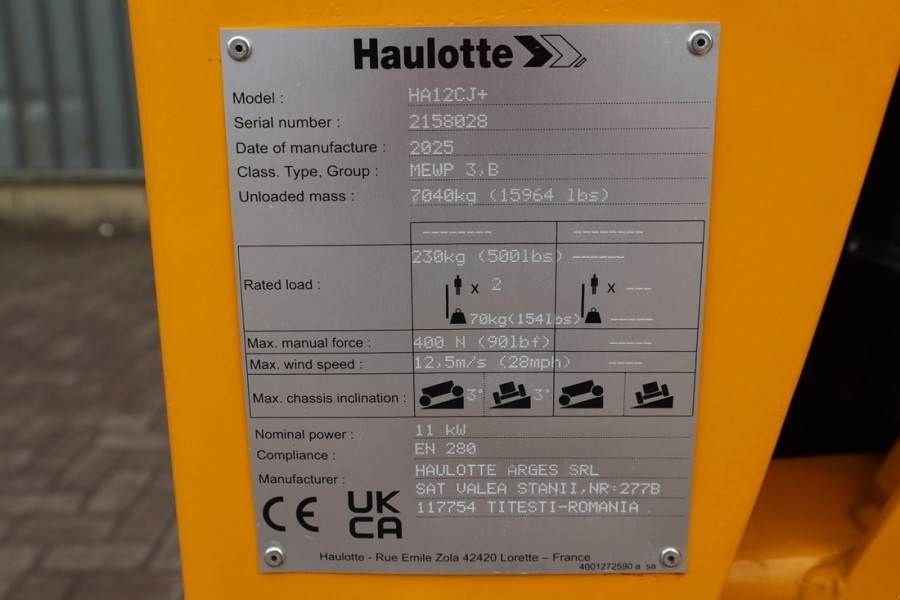 Haulotte
Model : HA12CJ+
Serial number : 2158028
Date of manufacture : 2025
Class. Type, Group : MEWP 3,B
Unloaded mass : 7040kg (15964 lbs)
-------- --------
230kg (500lbs) ------
Rated load : x 2 x ---
70kg(154lbs) -----
Max. manual force : 400 N (90lbf) -----
Max. wind speed : 12,5m/s (28mph) ----
Max. chassis inclination : 3° 3°
Nominal power : 11 kW
Compliance : EN 280
Manufacturer : HAULOTTE ARGES SRL
SAT VALEA STANII,NR:277B
117754 TITESTI-ROMANIA
CE UK
CA
Haulotte - Rue Emile Zola 42420 Lorette – France
4001272590 a sa